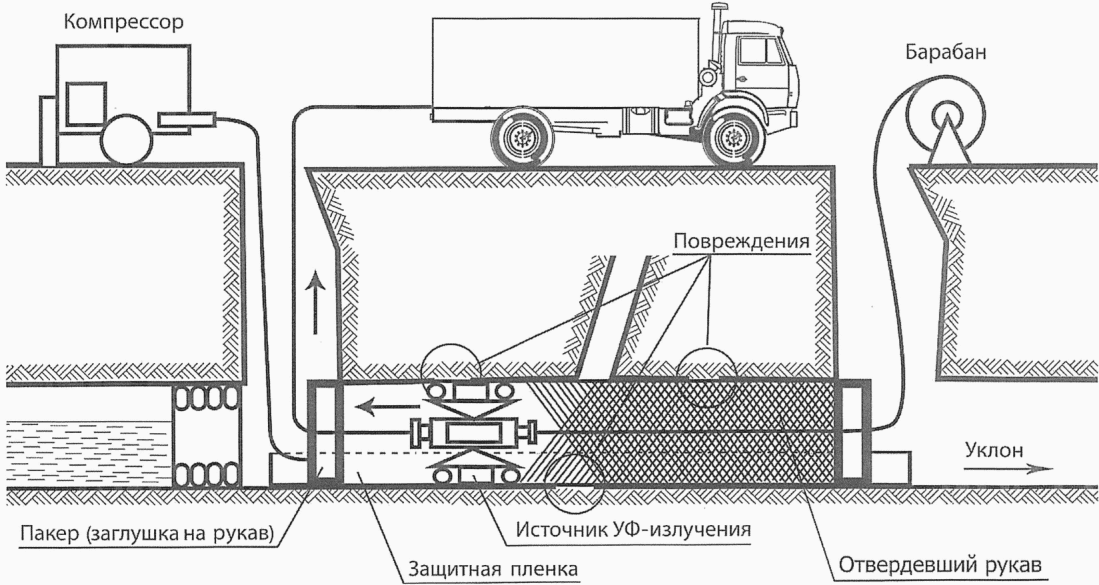 Компрессор
Барабан
Повреждения
Уклон
Пакер (заглушка на рукав)
Источник УФ-излучения
Защитная пленка
Отвердевший рукав